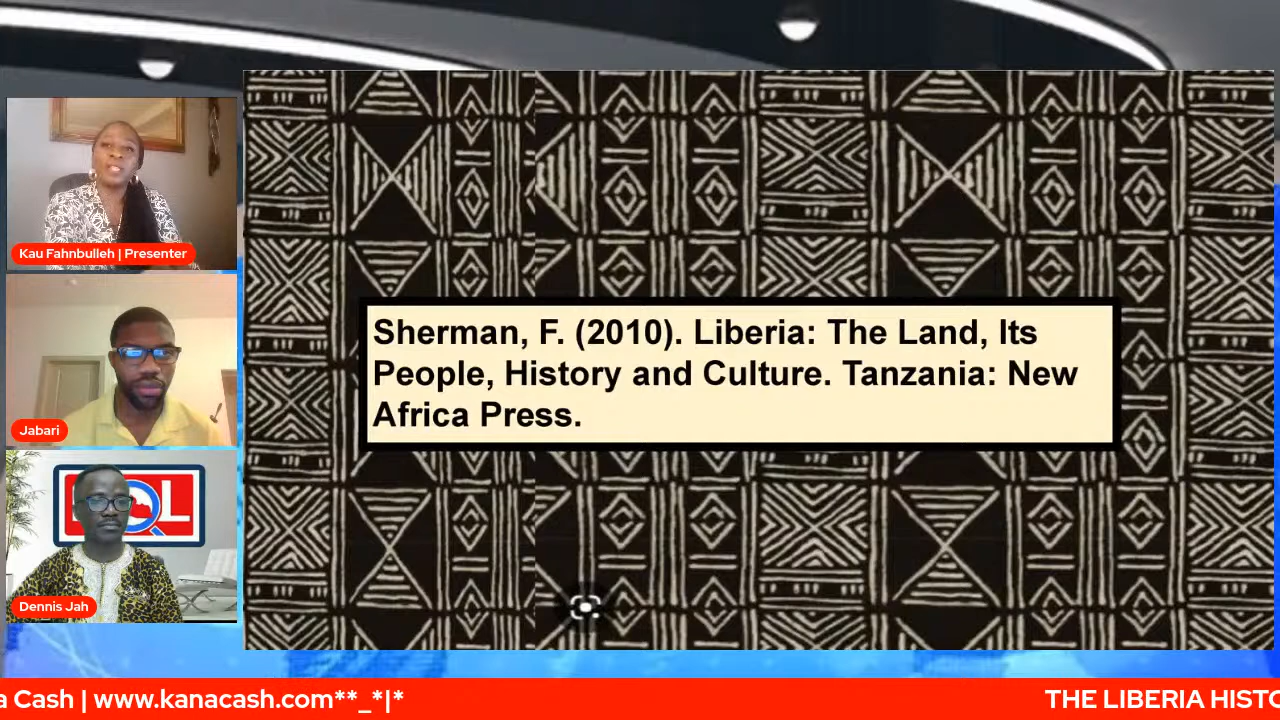 Kau Fahnbulleh | Presenter
Jabari
Dennis Jah
Sherman, F. (2010). Liberia: The Land, Its
People, History and Culture. Tanzania: New
Africa Press.
a Cash | www.kanacash.com**_*|*
THE LIBERIA HISTO